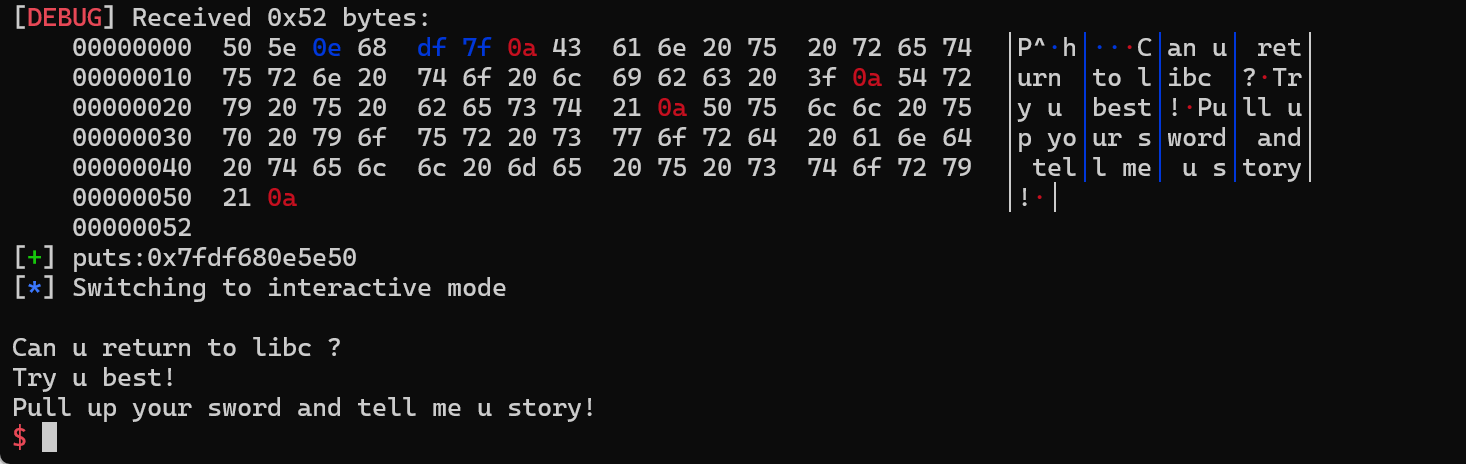 [DEBUG] Received 0x52 bytes:
00000000  50 5e 0e 68  df 7f 0a 43  61 6e 20 75  20 72 65 74  │P^·h│···C│an u│ ret│
00000010  75 72 6e 20  74 6f 20 6c  69 62 63 20  3f 0a 54 72  │urn │to l│ibc │?·Tr│
00000020  79 20 75 20  62 65 73 74  21 0a 50 75  6c 6c 20 75  │y u │best│!·Pu│ll u│
00000030  70 20 79 6f  75 72 20 73  77 6f 72 64  20 61 6e 64  │p yo│ur s│word│ and│
00000040  20 74 65 6c  6c 20 6d 65  20 75 20 73  74 6f 72 79  │ tel│l me│ u s│tory│
00000050  21 0a  │!·│
00000052
[+] puts:0x7fdf680e5e50
[*] Switching to interactive mode
Can u return to libc ?
Try u best!
Pull up your sword and tell me u story!
$